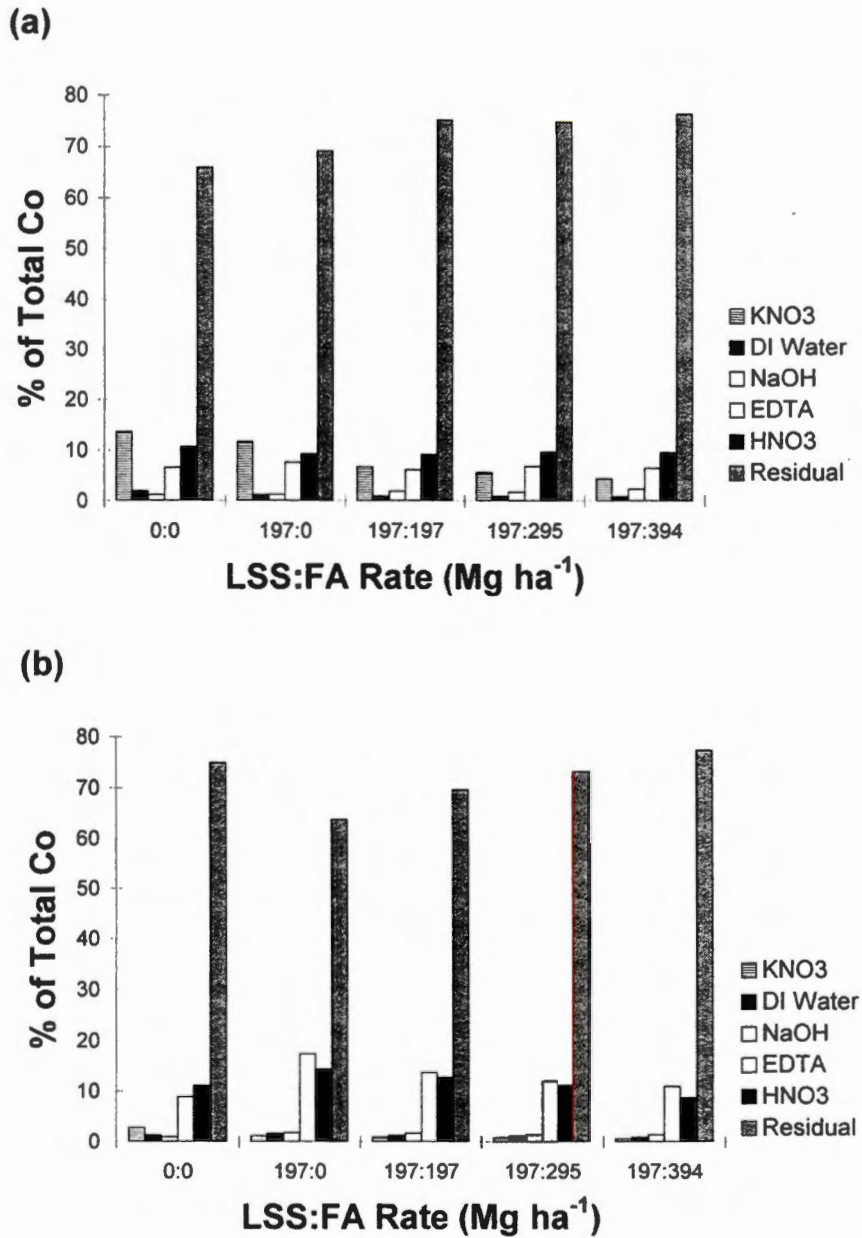 (a)
80
70
60
50
40
30
20
10
0
% of Total Co
0:0 197:0 197:197 197:295 197:394
LSS:FA Rate (Mg ha⁻¹)
KNO3
DI Water
NaOH
EDTA
HNO3
Residual
(b)
80
70
60
50
40
30
20
10
0
% of Total Co
0:0 197:0 197:197 197:295 197:394
LSS:FA Rate (Mg ha⁻¹)
KNO3
DI Water
NaOH
EDTA
HNO3
Residual